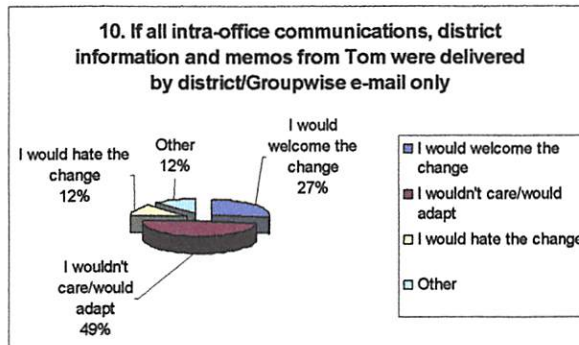 10. If all intra-office communications, district
information and memos from Tom were delivered
by district/Groupwise e-mail only
I would hate the
change
12%
Other
12%
I would
welcome the
change
27%
I wouldn't
care/would
adapt
49%
I would welcome the
change
I wouldn't care/would
adapt
I would hate the change
Other